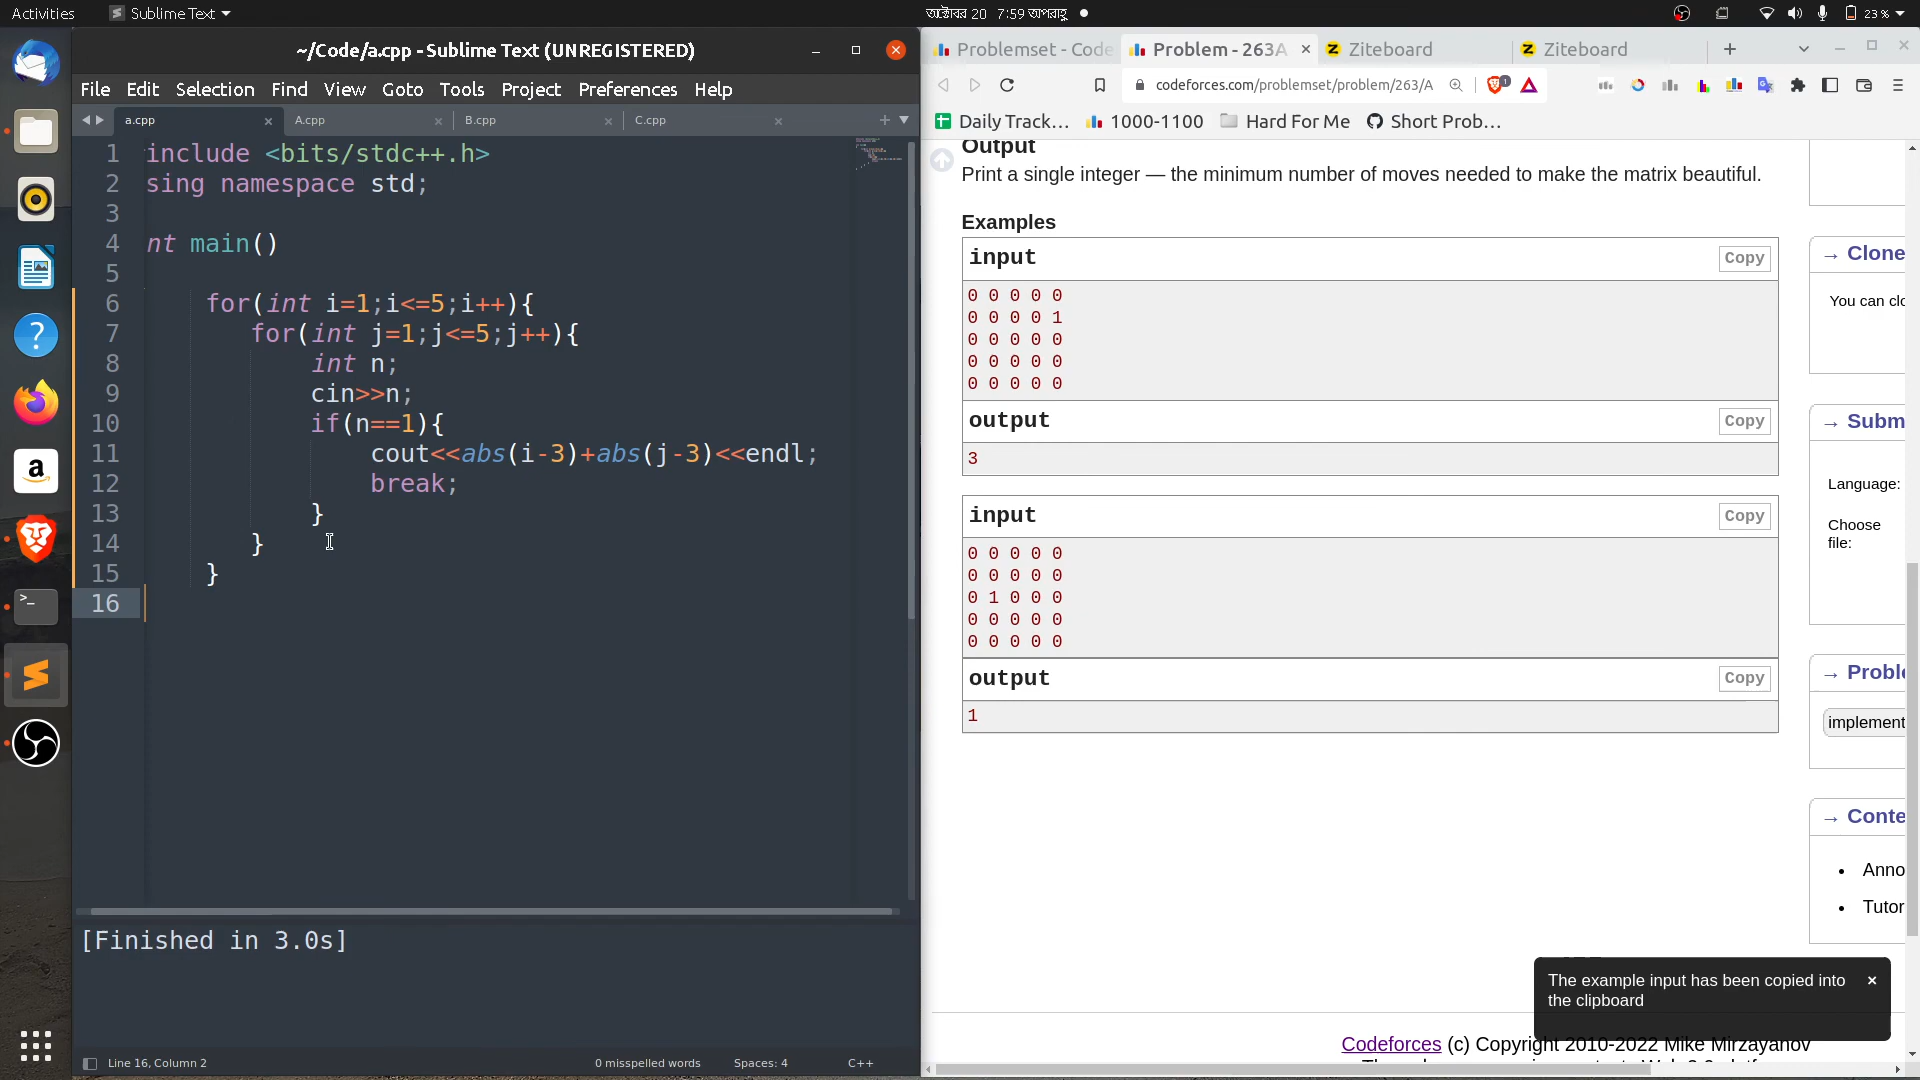 Activities
Sublime Text
অক্টোবর 20 7:59 অপরাহ্ণ
23 %
~/Code/a.cpp - Sublime Text (UNREGISTERED)
File Edit Selection Find View Goto Tools Project Preferences Help
a.cpp
A.cpp
B.cpp
C.cpp
1 include <bits/stdc++.h>
2 sing namespace std;
3
4 nt main()
5
6 for(int i=1;i<=5;i++){
7 for(int j=1;j<=5;j++){
8 int n;
9 cin>>n;
10 if(n==1){
11 cout<<abs(i-3)+abs(j-3)<<endl;
12 break;
13 }
14 }
15 }
16
[Finished in 3.0s]
Line 16, Column 2
0 misspelled words
Spaces: 4
C++
Problemset - Code
Problem - 263A
Ziteboard
Ziteboard
codeforces.com/problemset/problem/263/A
1
Daily Track...
1000-1100
Hard For Me
Short Prob...
Output
Print a single integer — the minimum number of moves needed to make the matrix beautiful.
Examples
input
Copy
0 0 0 0 0
0 0 0 0 1
0 0 0 0 0
0 0 0 0 0
0 0 0 0 0
output
Copy
3
input
Copy
0 0 0 0 0
0 0 0 0 0
0 1 0 0 0
0 0 0 0 0
0 0 0 0 0
output
Copy
1
→ Clone
You can clo
→ Subm
Language:
Choose
file:
→ Proble
implement
→ Conte
Anno
Tutor
The example input has been copied into
the clipboard
×
Codeforces (c) Copyright 2010-2022 Mike Mirzayanov